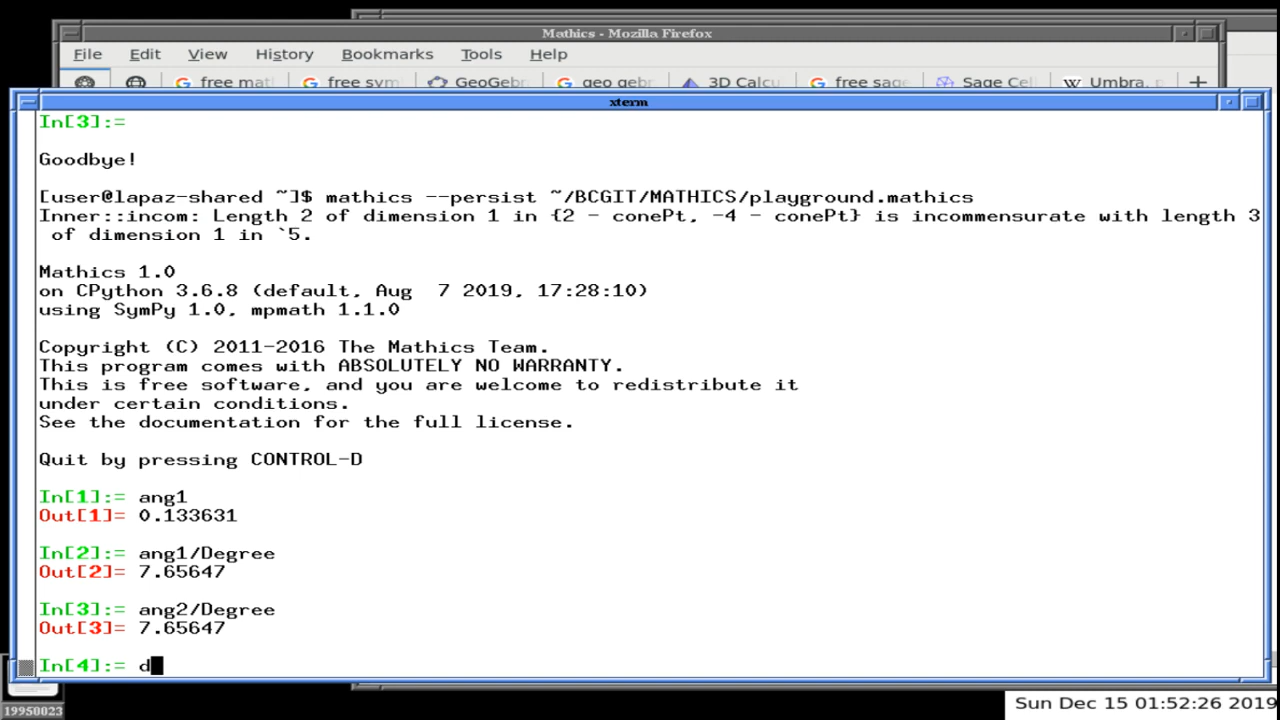 Mathics - Mozilla Firefox
File Edit View History Bookmarks Tools Help
free mat free sym GeoGebr geo gebr 3D Calcu free sage Sage Cell Umbra, p
xterm
In[3]:=
Goodbye!
[user@lapaz-shared ~]$ mathics --persist ~/BCGIT/MATHICS/playground.mathics
Inner::incom: Length 2 of dimension 1 in {2 - conePt, -4 - conePt} is incommensurate with length 3
of dimension 1 in `5.
Mathics 1.0
on CPython 3.6.8 (default, Aug  7 2019, 17:28:10)
using SymPy 1.0, mpmath 1.1.0
Copyright (C) 2011-2016 The Mathics Team.
This program comes with ABSOLUTELY NO WARRANTY.
This is free software, and you are welcome to redistribute it
under certain conditions.
See the documentation for the full license.
Quit by pressing CONTROL-D
In[1]:= ang1
Out[1]= 0.133631
In[2]:= ang1/Degree
Out[2]= 7.65647
In[3]:= ang2/Degree
Out[3]= 7.65647
In[4]:= d
19950023
Sun Dec 15 01:52:26 2019